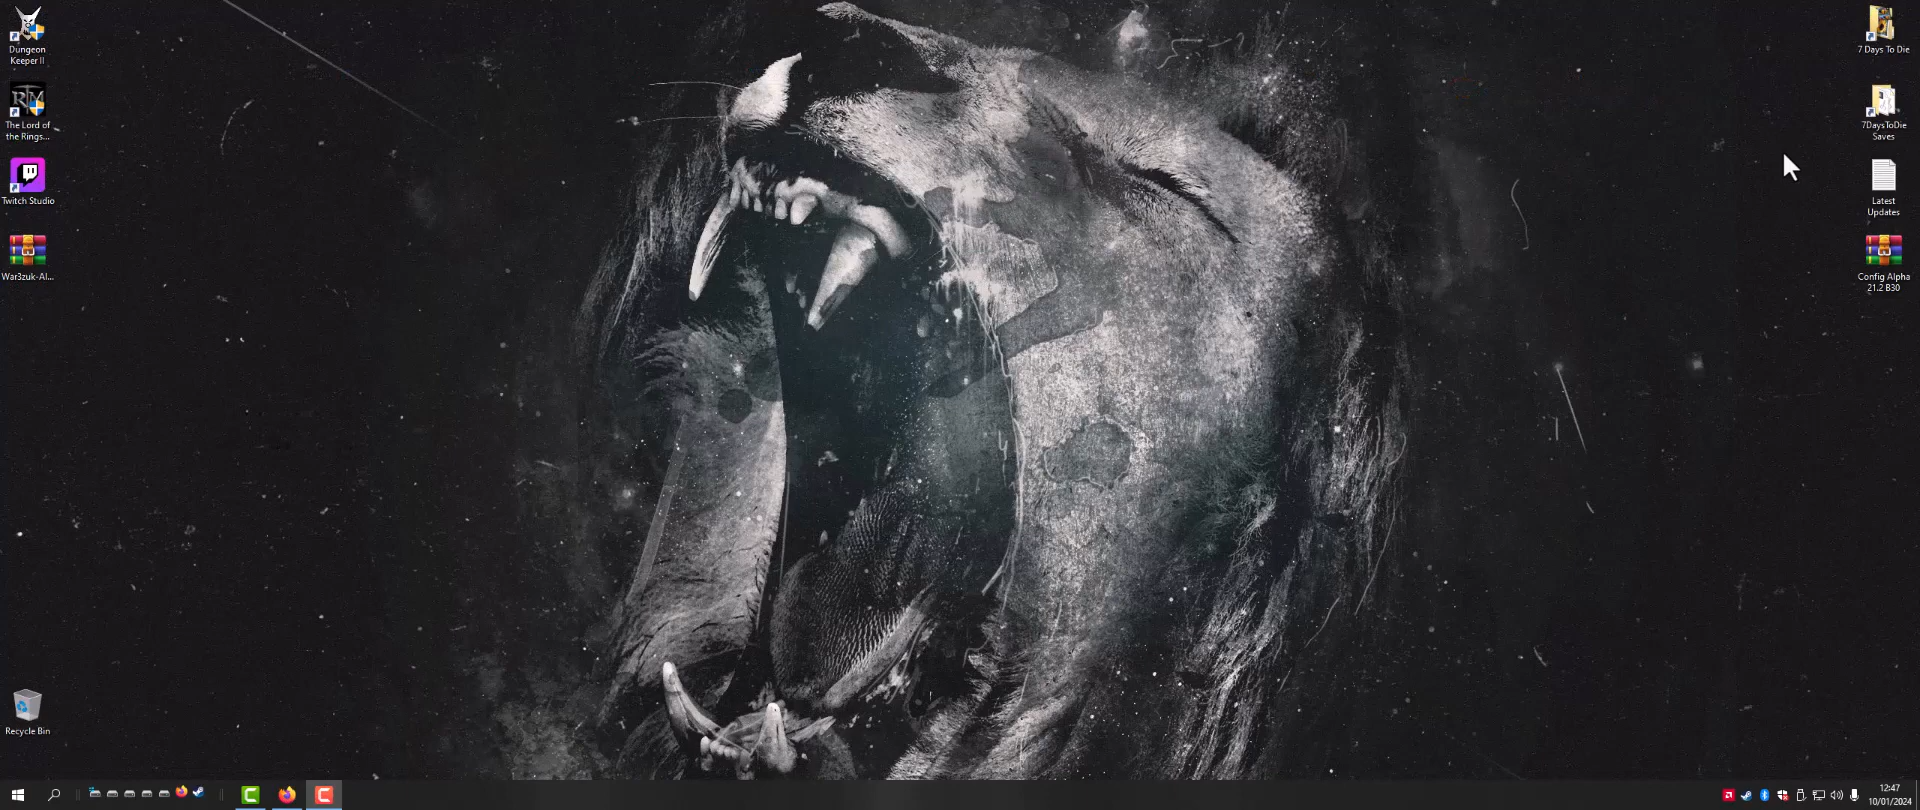 Dungeon
Keeper II
RTM
The Lord of
the Rings...
Twitch Studio
War3zuk-Al...
Recycle Bin
7 Days To Die
7DaysToDie
Saves
Latest
Updates
Config Alpha
21.2 B30
12:47
10/01/2024